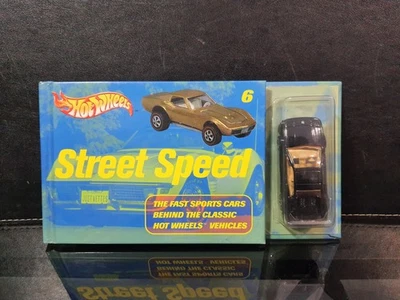 Hot Wheels
6
Street Speed
THE FAST SPORTS CARS
BEHIND THE CLASSIC
HOT WHEELS® VEHICLES